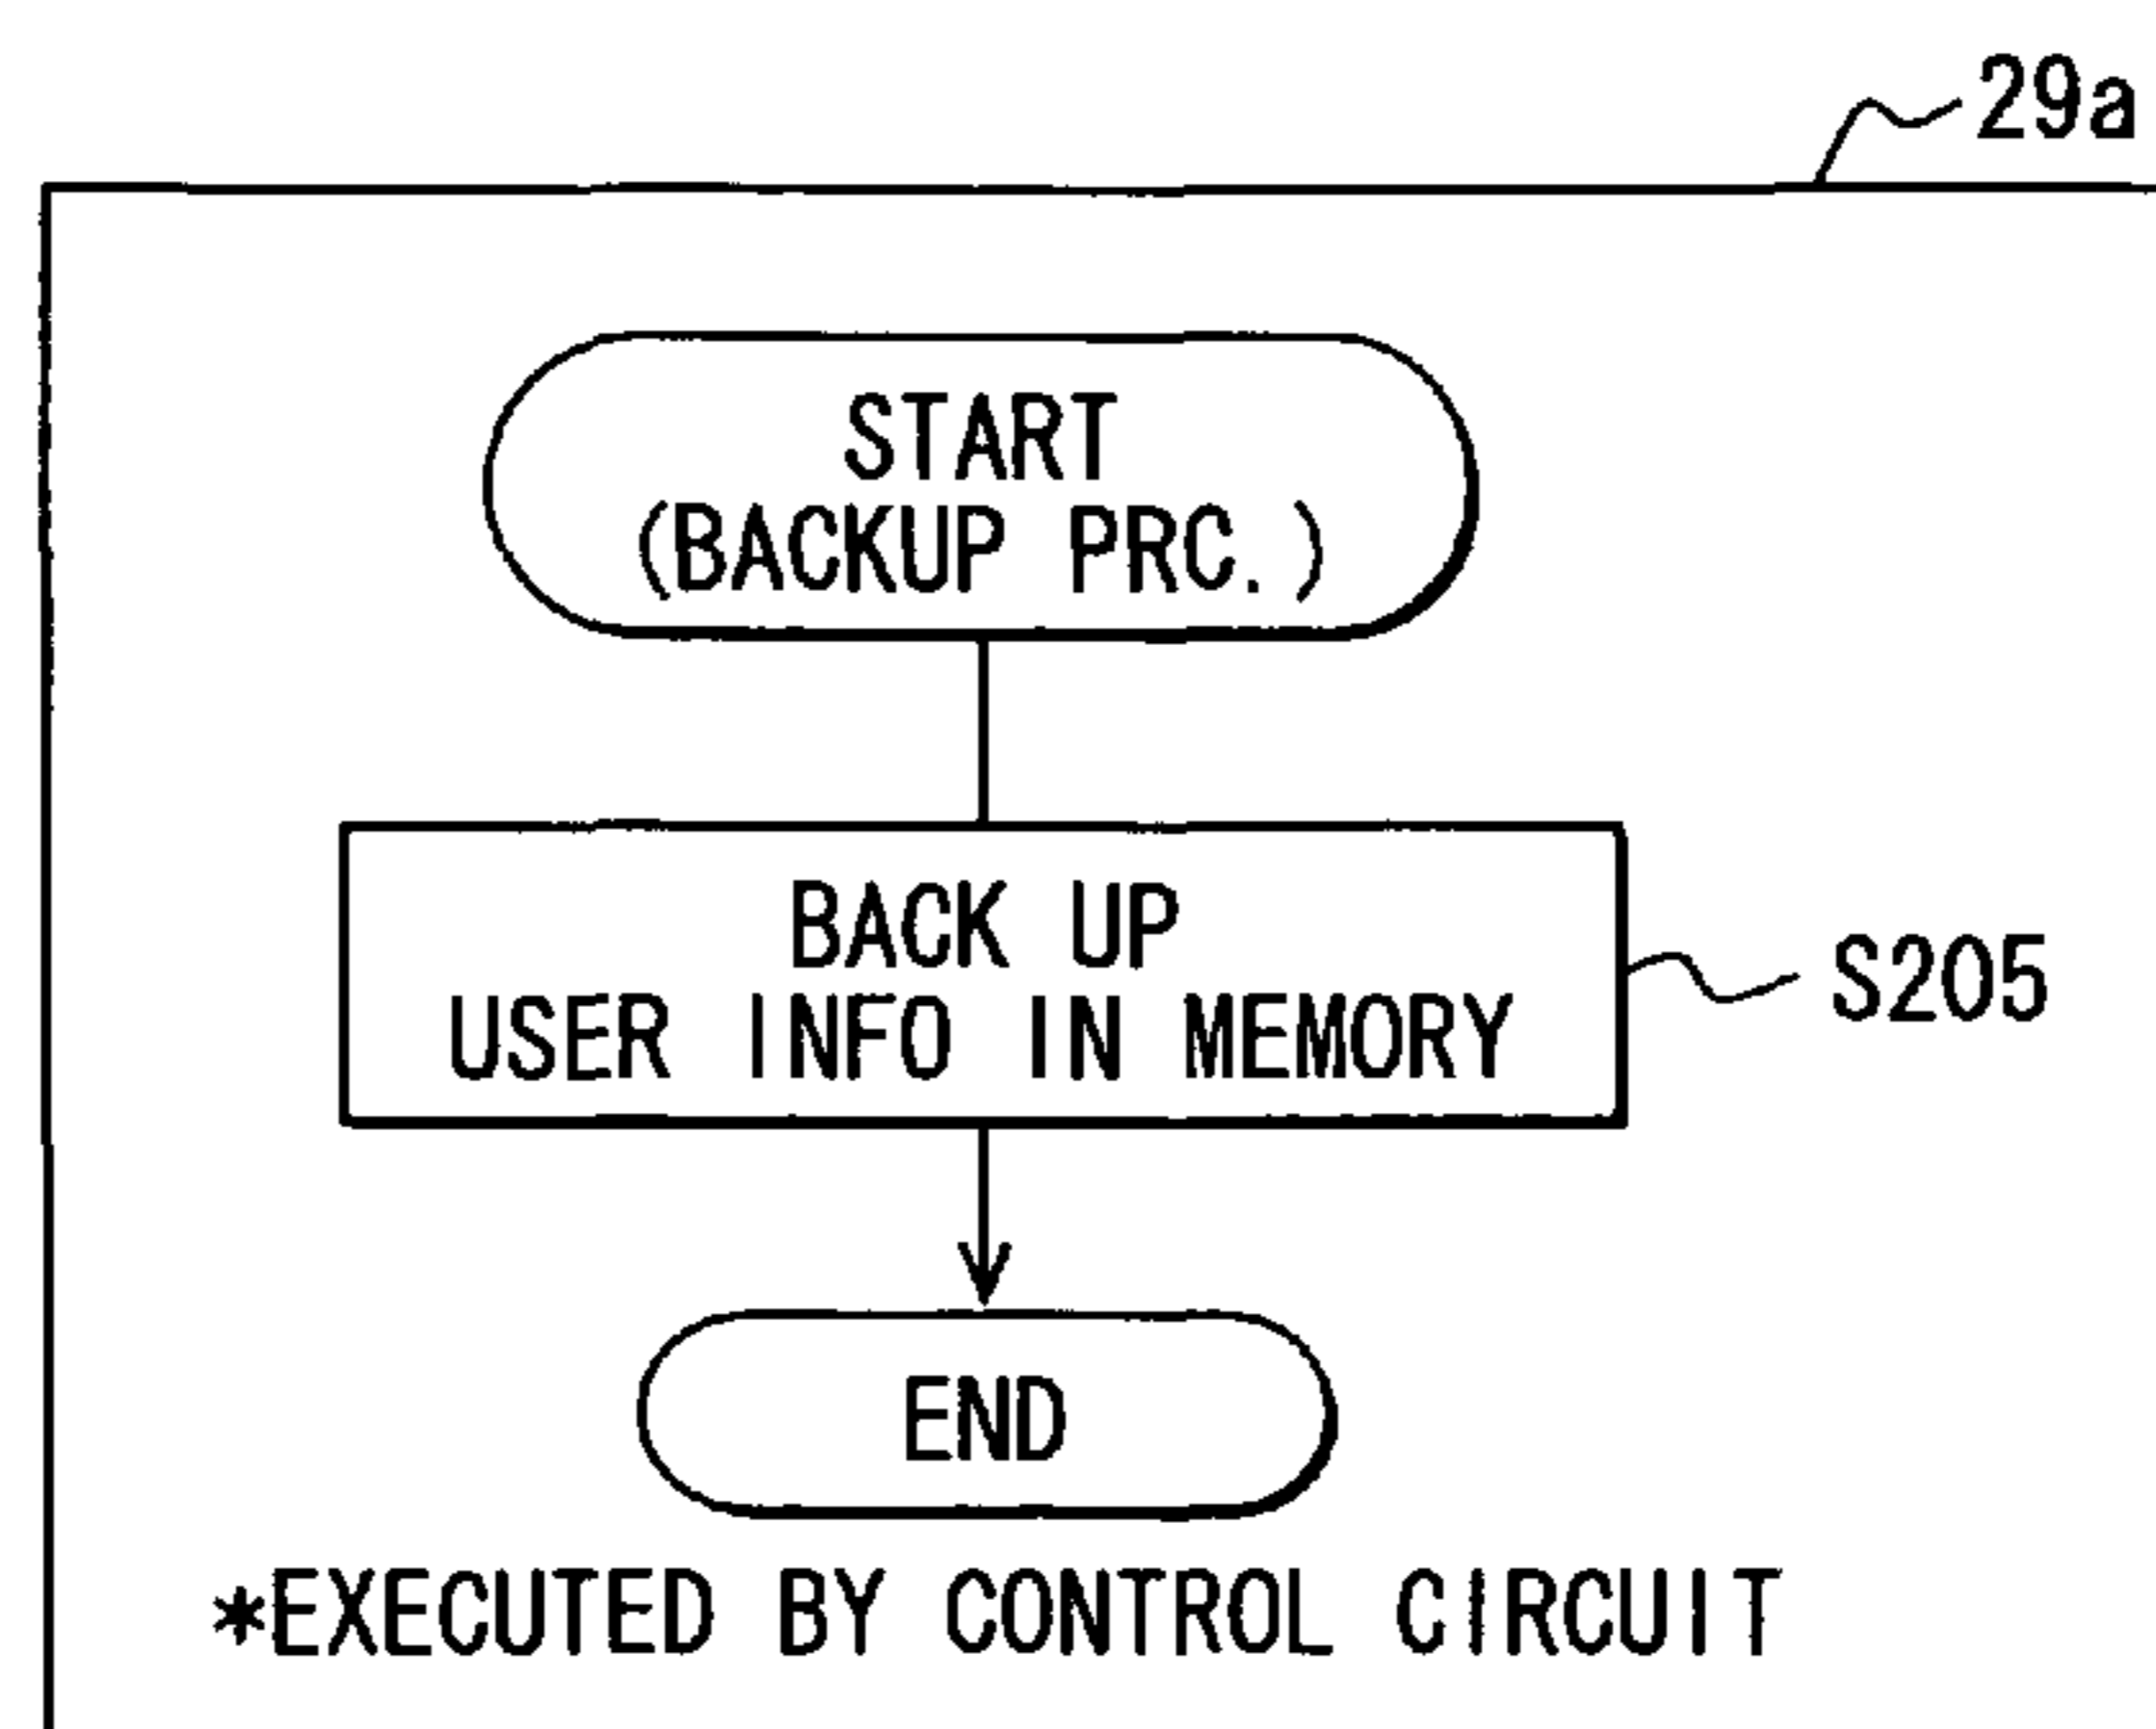 29a
START
(BACKUP PRC.)
BACK UP
USER INFO IN MEMORY
S205
END
*EXECUTED BY CONTROL CIRCUIT